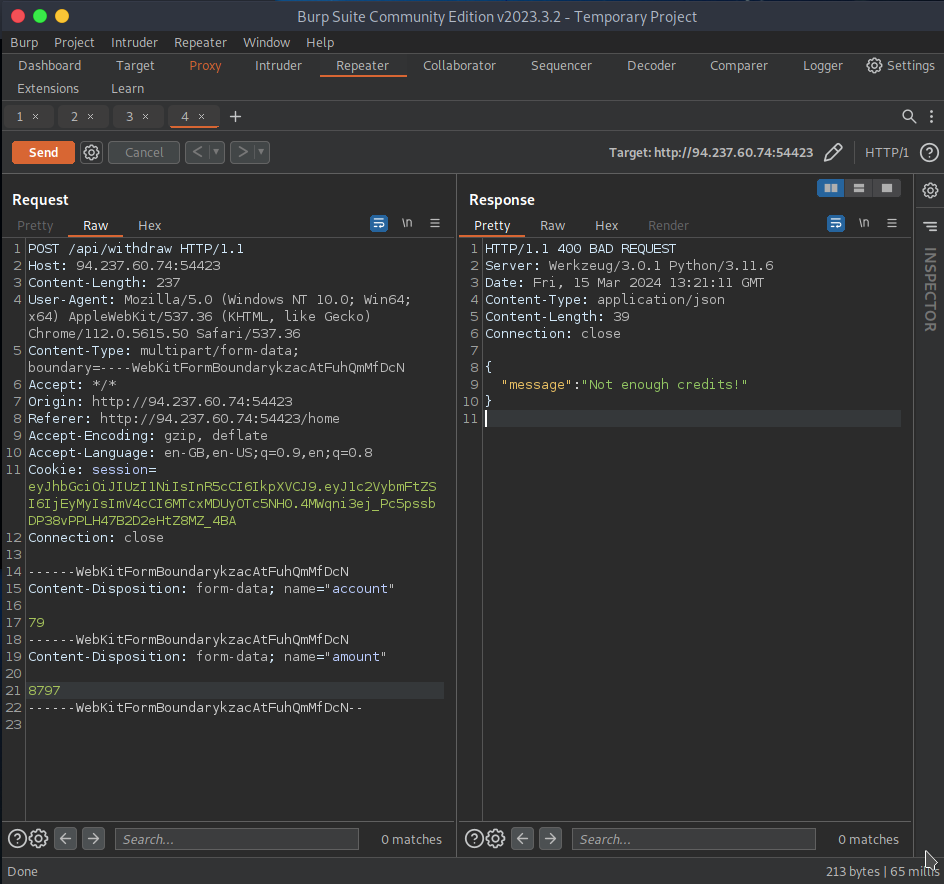 Burp Suite Community Edition v2023.3.2 - Temporary Project
Burp Project Intruder Repeater Window Help
Dashboard Target Proxy Intruder Repeater Collaborator Sequencer Decoder Comparer Logger Settings
Extensions Learn
1 × 2 × 3 × 4 × +
Send Cancel < > Target: http://94.237.60.74:54423 HTTP/1 ?
Request
Pretty Raw Hex \n
1 POST /api/withdraw HTTP/1.1
2 Host: 94.237.60.74:54423
3 Content-Length: 237
4 User-Agent: Mozilla/5.0 (Windows NT 10.0; Win64;
x64) AppleWebKit/537.36 (KHTML, like Gecko)
Chrome/112.0.5615.50 Safari/537.36
5 Content-Type: multipart/form-data;
boundary=----WebKitFormBoundarykzacAtFuhQmMfDcN
6 Accept: */*
7 Origin: http://94.237.60.74:54423
8 Referer: http://94.237.60.74:54423/home
9 Accept-Encoding: gzip, deflate
10 Accept-Language: en-GB,en-US;q=0.9,en;q=0.8
11 Cookie: session=
eyJhbGciOiJIUzI1NiIsInR5cCI6IkpXVCJ9.eyJ1c2VybmFtZS
I6IjEyMyIsImV4cCI6MTcxMDUyOTc5NH0.4MWqni3ej_Pc5pssb
DP38vPPLH47B2D2eHtZ8MZ_4BA
12 Connection: close
13
14 ------WebKitFormBoundarykzacAtFuhQmMfDcN
15 Content-Disposition: form-data; name="account"
16
17 79
18 ------WebKitFormBoundarykzacAtFuhQmMfDcN
19 Content-Disposition: form-data; name="amount"
20
21 8797
22 ------WebKitFormBoundarykzacAtFuhQmMfDcN--
23
? Search... 0 matches
Response
Pretty Raw Hex Render \n
1 HTTP/1.1 400 BAD REQUEST
2 Server: Werkzeug/3.0.1 Python/3.11.6
3 Date: Fri, 15 Mar 2024 13:21:11 GMT
4 Content-Type: application/json
5 Content-Length: 39
6 Connection: close
7
8 {
9 "message":"Not enough credits!"
10 }
11
? Search... 0 matches
INSPECTOR
Done
213 bytes | 65 millis